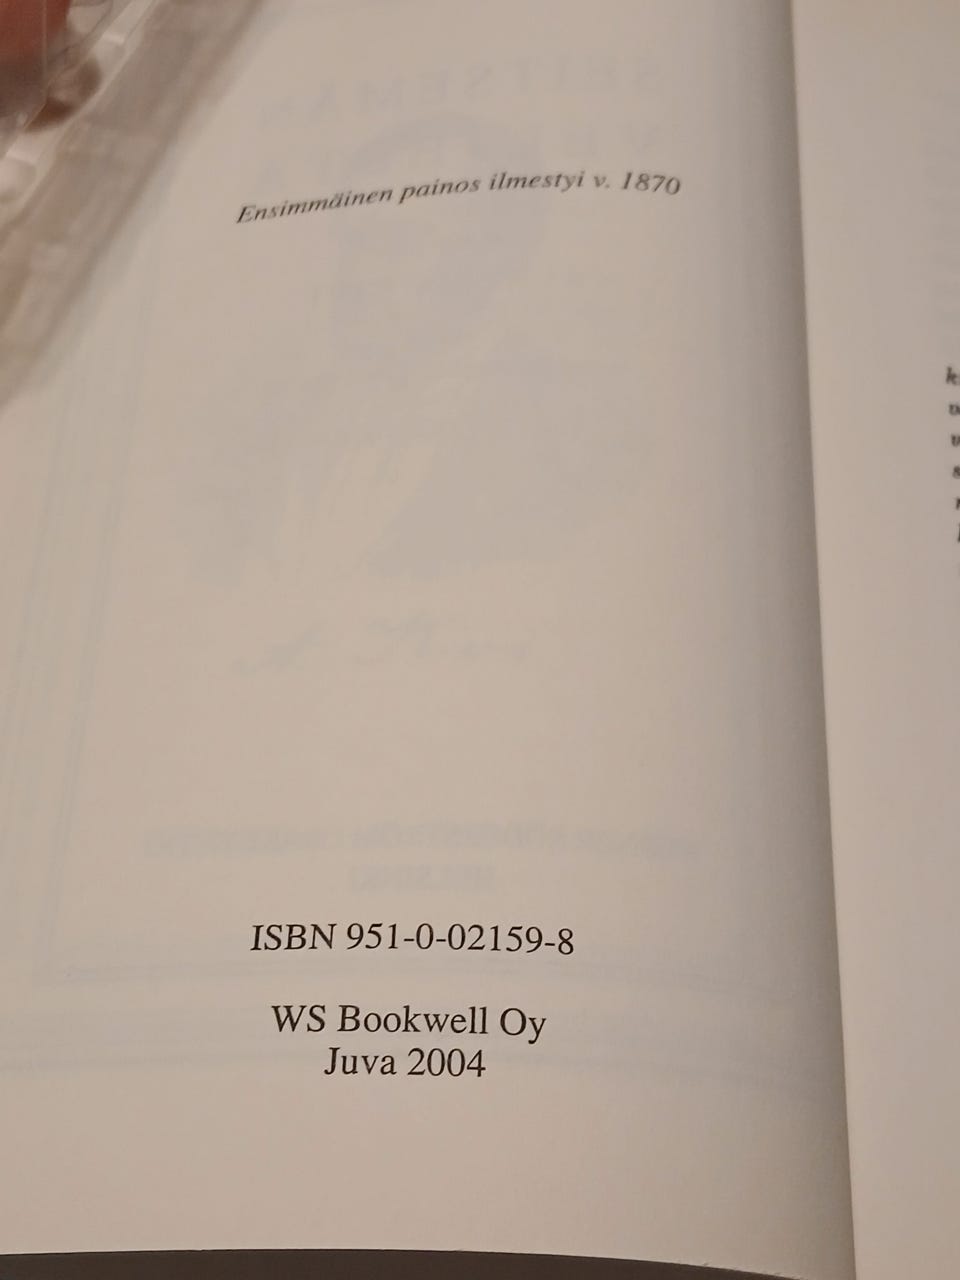 Ensimmäinen painos ilmestyi v. 1870
ISBN 951-0-02159-8
WS Bookwell Oy
Juva 2004